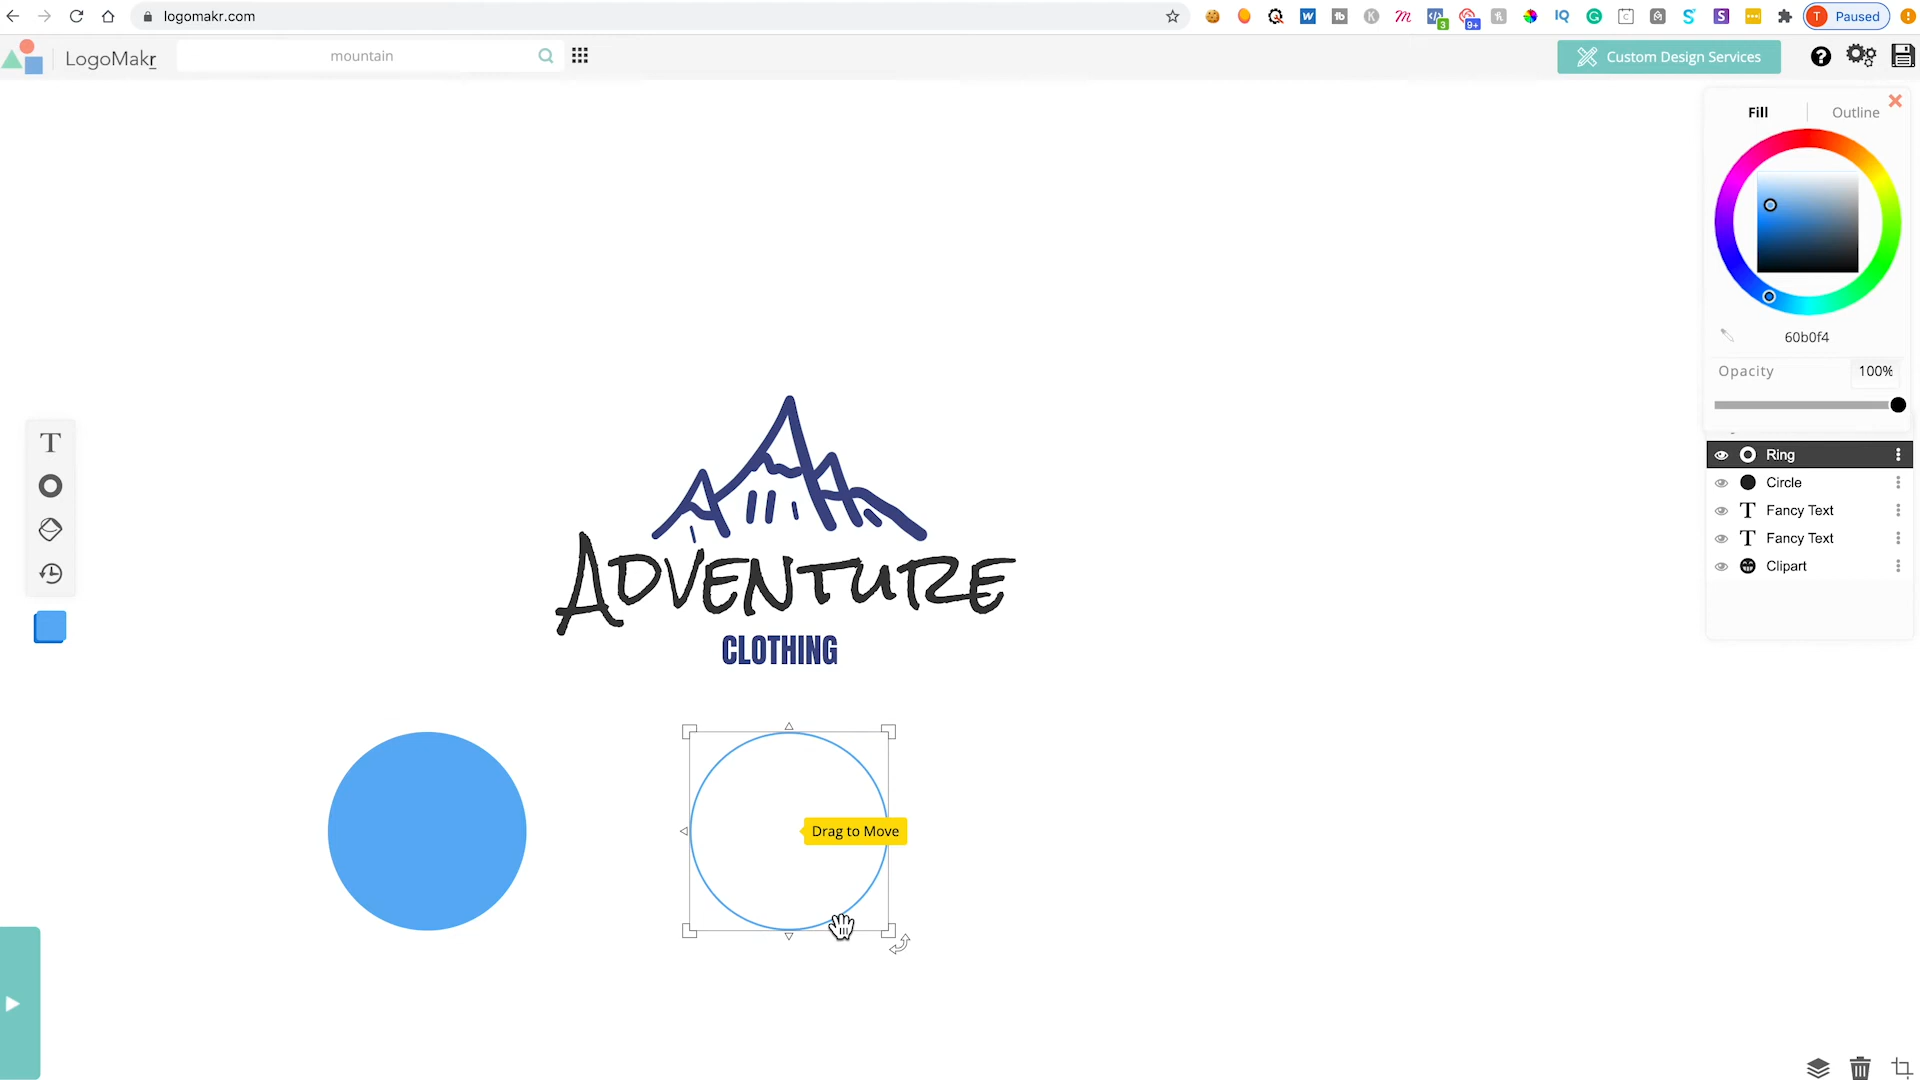 logomakr.com
Paused
LogoMakr
mountain
Custom Design Services
Fill
Outline
60b0f4
Opacity
100%
Ring
Circle
Fancy Text
Fancy Text
Clipart
ADVENTURE
CLOTHING
Drag to Move